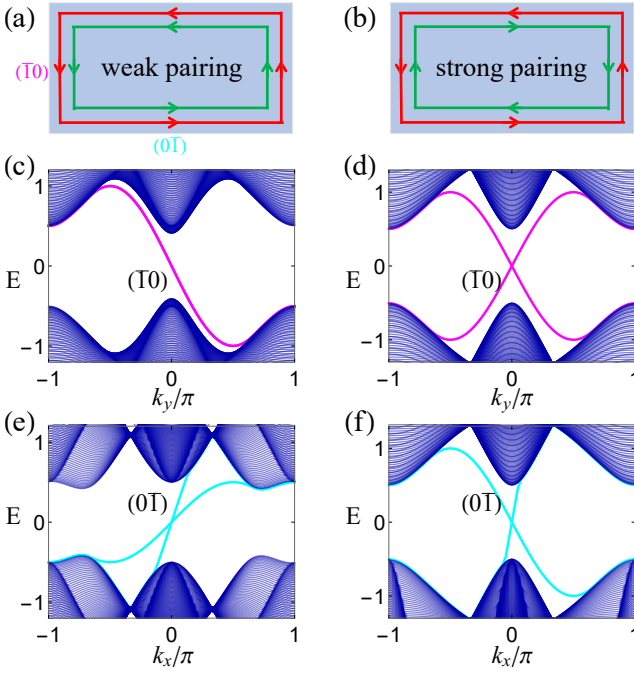 (a)
(b)
(1̅0)
weak pairing
strong pairing
(01̅)
(c)
(d)
1
0
−1
E
(1̅0)
−1
0
1
k_y/π
1
0
−1
E
(1̅0)
−1
0
1
k_y/π
(e)
(f)
1
0
−1
E
(01̅)
−1
0
1
k_x/π
1
0
−1
E
(01̅)
−1
0
1
k_x/π